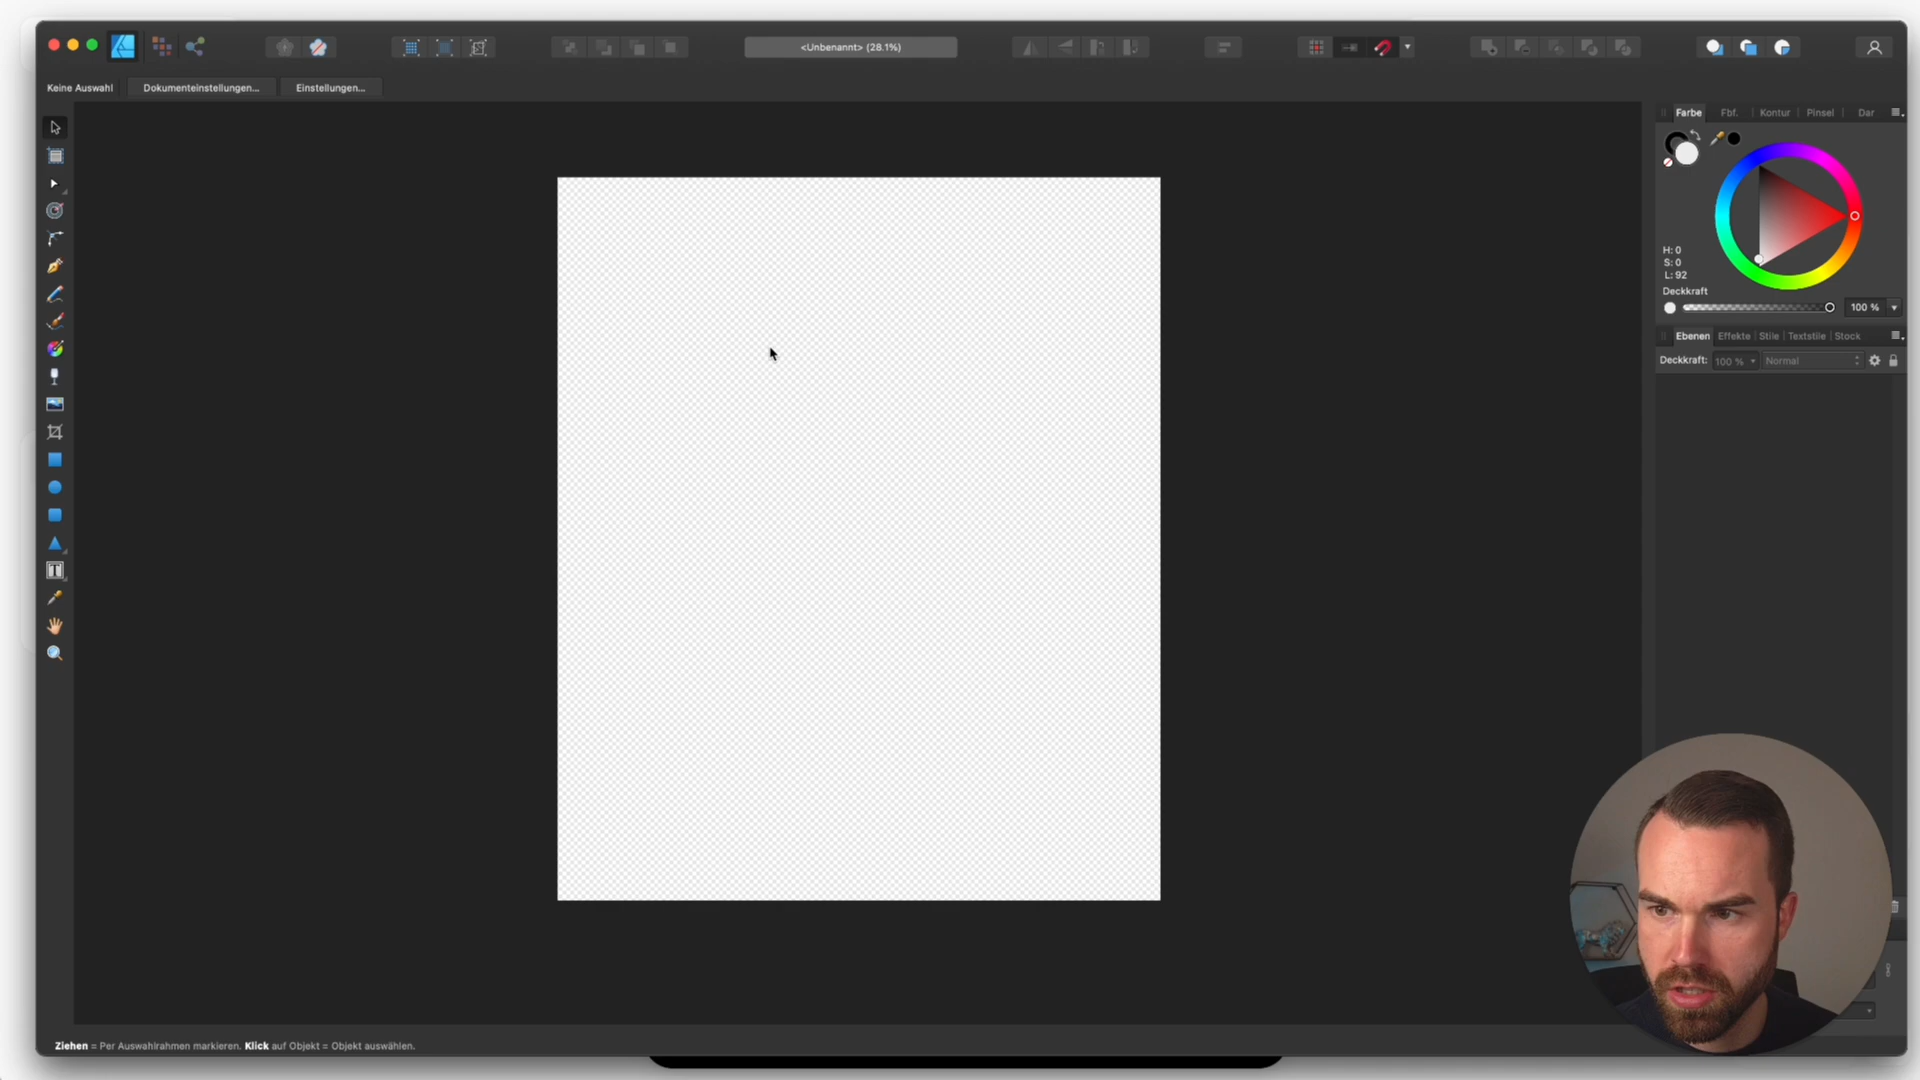 <Unbenannt> (28.1%)
Keine Auswahl
Dokumenteinstellungen...
Einstellungen...
Farbe
Fbf.
Kontur
Pinsel
Dar
H: 0
S: 0
L: 92
Deckkraft
100 %
Ebenen
Effekte
Stile
Textstile
Stock
Deckkraft:
100 %
Normal
Ziehen = Per Auswahlrahmen markieren. Klick auf Objekt = Objekt auswählen.